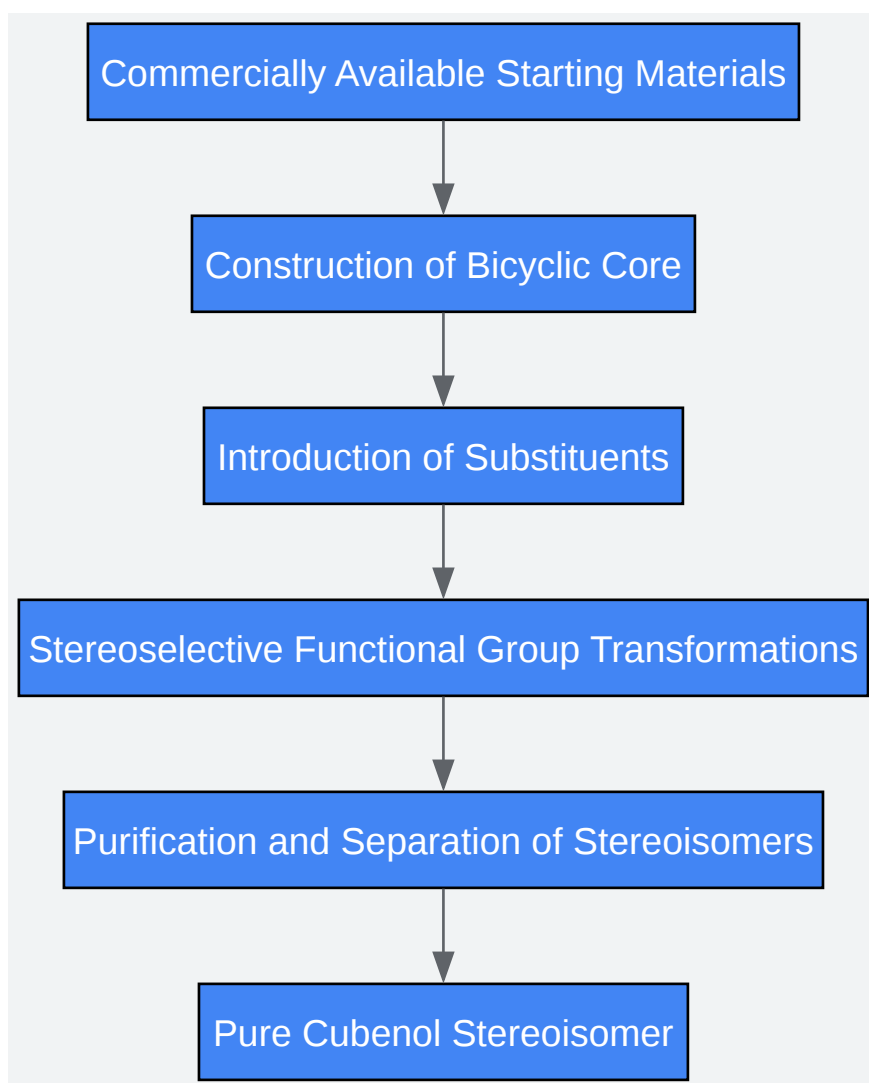 Commercially Available Starting Materials
Construction of Bicyclic Core
Introduction of Substituents
Stereoselective Functional Group Transformations
Purification and Separation of Stereoisomers
Pure Cubenol Stereoisomer